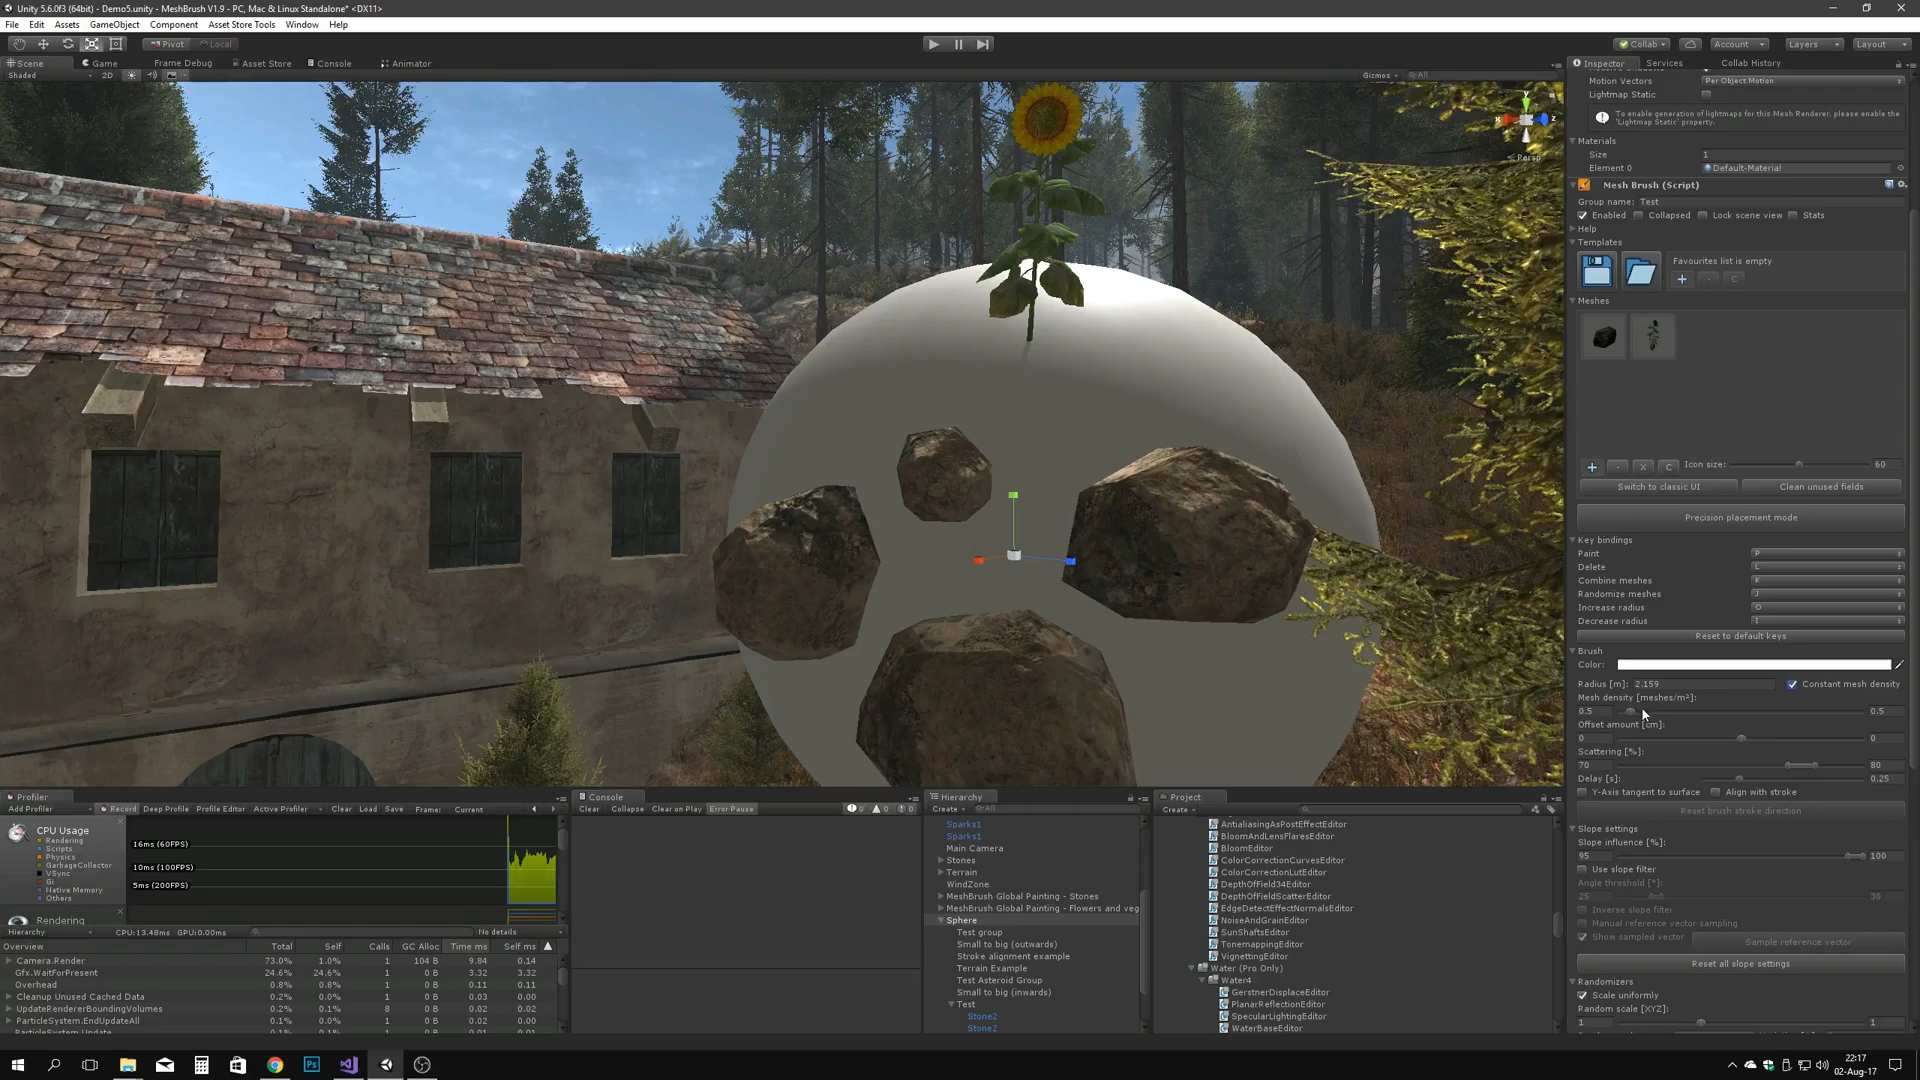 Unity 5.6.0f3 (64bit) - Demo5.unity - MeshBrush V1.9 - PC, Mac & Linux Standalone* <DX11>
File Edit Assets GameObject Component Asset Store Tools Window Help
Pivot Local
Collab Account Layers Layout
Scene Game Frame Debug Asset Store Console Animator
Shaded 2D Gizmos All
y
x z
Persp
Inspector Services Collab History
Motion Vectors Per Object Motion
Lightmap Static
To enable generation of lightmaps for this Mesh Renderer, please enable the
'Lightmap Static' property.
Materials
Size 1
Element 0 Default-Material
Mesh Brush (Script)
Group name: Test
Enabled Collapsed Lock scene view Stats
Help
Templates
Favourites list is empty
+ - C
Meshes
+ - X C Icon size: 60
Switch to classic UI Clean unused fields
Precision placement mode
Key bindings
Paint P
Delete L
Combine meshes K
Randomize meshes J
Increase radius O
Decrease radius I
Reset to default keys
Brush
Color:
Radius [m]: 2.159 Constant mesh density
Mesh density [meshes/m²]:
0.5 0.5
Offset amount [cm]:
0 0
Scattering [%]:
70 80
Delay [s]: 0.25
Y-Axis tangent to surface Align with stroke
Reset brush stroke direction
Slope settings
Slope influence [%]:
95 100
Use slope filter
Angle threshold [°]:
25 30
Inverse slope filter
Manual reference vector sampling
Show sampled vector Sample reference vector
Reset all slope settings
Randomizers
Scale uniformly
Random scale [XYZ]:
1 1
Profiler
Add Profiler Record Deep Profile Profile Editor Active Profiler Clear Load Save Frame: Current
CPU Usage
Rendering
Scripts
Physics
GarbageCollector
VSync
Gi
Native Memory
Others
16ms (60FPS)
10ms (100FPS)
5ms (200FPS)
Rendering
Hierarchy CPU:13.48ms GPU:0.00ms No details
Overview Total Self Calls GC Alloc Time ms Self ms
Camera.Render 73.0% 1.0% 1 104 B 9.84 0.14
Gfx.WaitForPresent 24.6% 24.6% 1 0 B 3.32 3.32
Overhead 0.8% 0.8% 1 0 B 0.11 0.11
Cleanup Unused Cached Data 0.2% 0.1% 1 0 B 0.03 0.00
UpdateRendererBoundingVolumes 0.2% 0.1% 8 0 B 0.02 0.02
ParticleSystem.EndUpdateAll 0.2% 0.2% 1 0 B 0.02 0.02
ParticleSystem.Update 0.1% 0.1% 1 0 B 0.02 0.02
Console
Clear Collapse Clear on Play Error Pause 0 0 0
Hierarchy
Create All
Sparks1
Sparks1
Main Camera
Stones
Terrain
WindZone
MeshBrush Global Painting - Stones
MeshBrush Global Painting - Flowers and veg
Sphere
Test group
Small to big (outwards)
Stroke alignment example
Terrain Example
Test Asteroid Group
Small to big (inwards)
Test
Stone2
Stone2
Project
Create
AntialiasingAsPostEffectEditor
BloomAndLensFlaresEditor
BloomEditor
ColorCorrectionCurvesEditor
ColorCorrectionLutEditor
DepthOfField34Editor
DepthOfFieldScatterEditor
EdgeDetectEffectNormalsEditor
NoiseAndGrainEditor
SunShaftsEditor
TonemappingEditor
VignettingEditor
Water (Pro Only)
Water4
GerstnerDisplaceEditor
PlanarReflectionEditor
SpecularLightingEditor
WaterBaseEditor
Ps
22:17
02-Aug-17